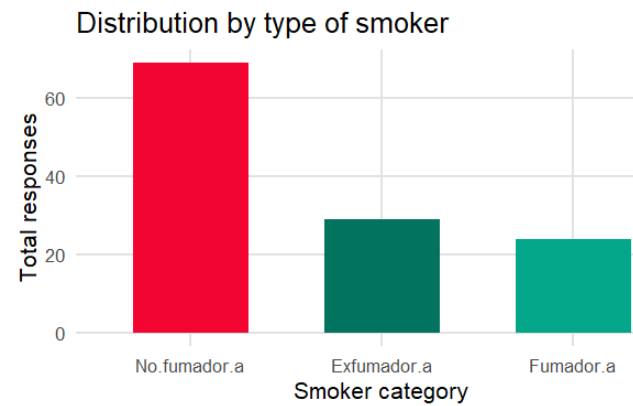 Distribution by type of smoker
Total responses
60
40
20
0
No.fumador.a Exfumador.a Fumador.a
Smoker category